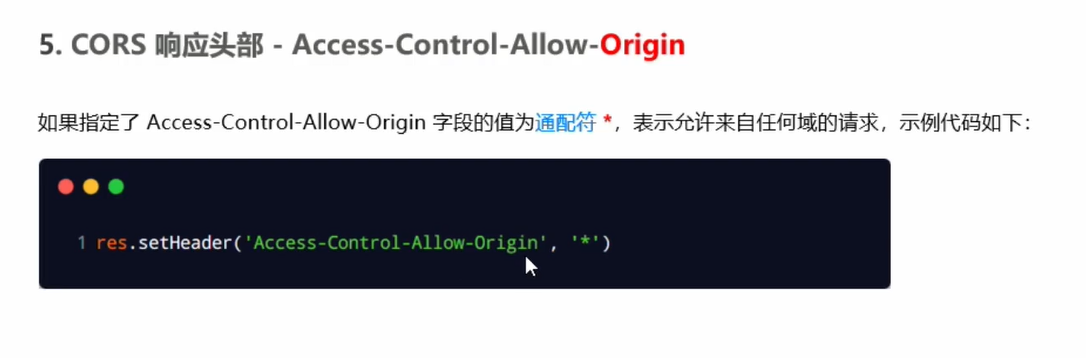 5. CORS 响应头部 - Access-Control-Allow-Origin
如果指定了 Access-Control-Allow-Origin 字段的值为通配符 *，表示允许来自任何域的请求，示例代码如下：
1 res.setHeader('Access-Control-Allow-Origin', '*')